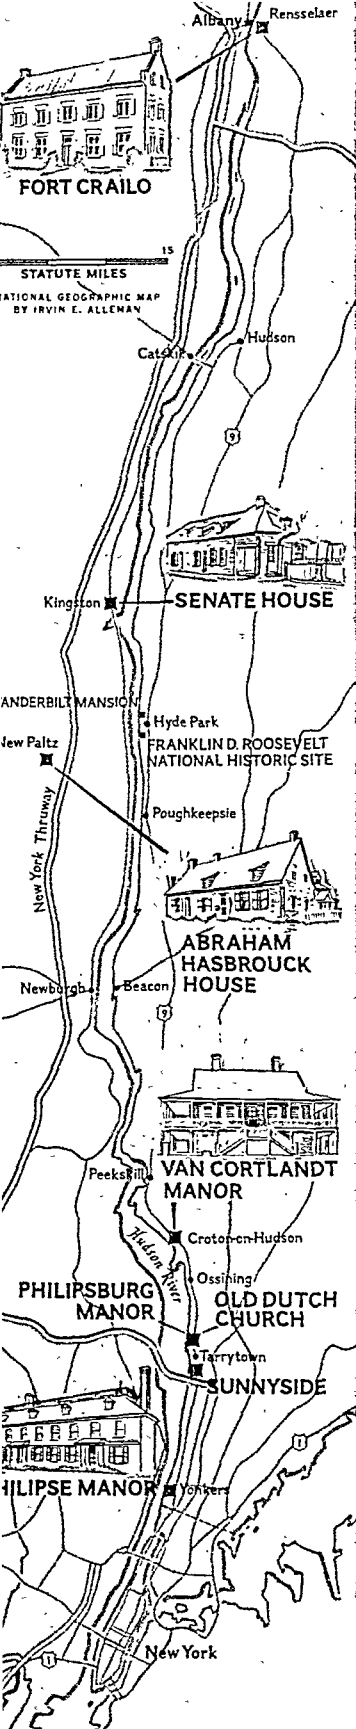 Albany
Rensselaer
FORT CRAILO
15
STATUTE MILES
NATIONAL GEOGRAPHIC MAP
BY IRVIN E. ALLEMAN
Hudson
Catskill
9
Kingston
SENATE HOUSE
ANDERBILT MANSION
Hyde Park
New Paltz
FRANKLIN D. ROOSEVELT
NATIONAL HISTORIC SITE
New York Thruway
Poughkeepsie
ABRAHAM
HASBROUCK
HOUSE
Newburgh
Beacon
9
VAN CORTLANDT
MANOR
Peekskill
Hudson River
Croton-on-Hudson
Ossining
PHILIPSBURG
MANOR
OLD DUTCH
CHURCH
Tarrytown
SUNNYSIDE
1
HILIPSE MANOR
Yonkers
New York
1